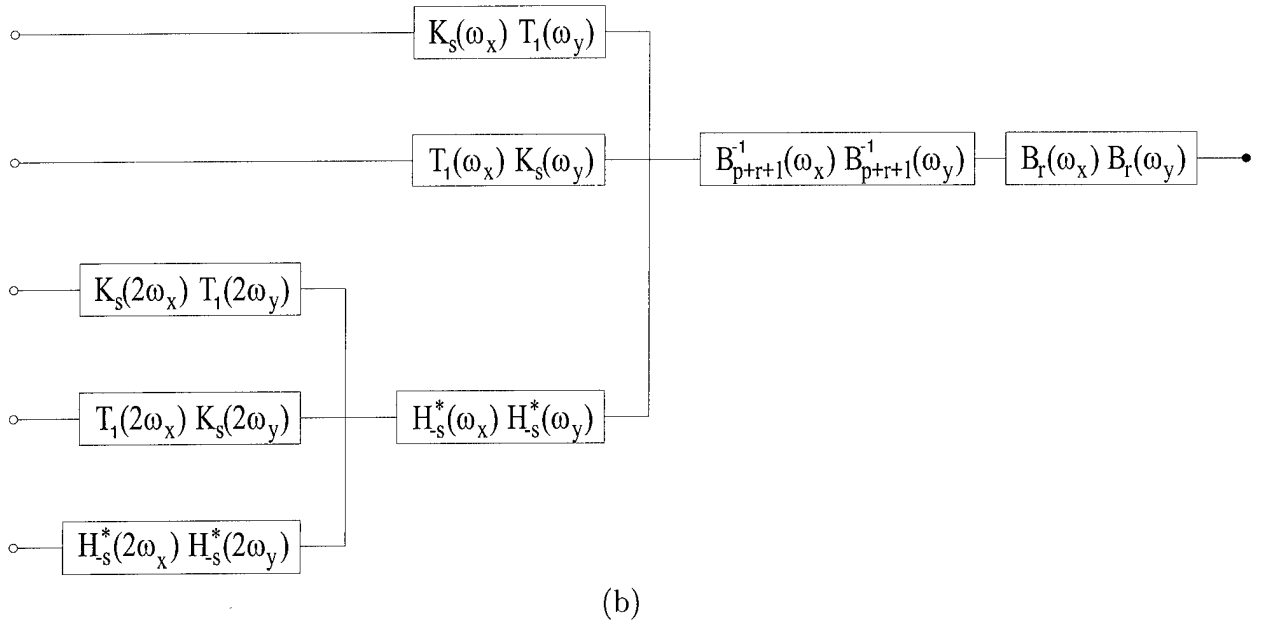 K_s(ω_x) T_1(ω_y)
T_1(ω_x) K_s(ω_y)
B^{-1}_{p+r+1}(ω_x) B^{-1}_{p+r+1}(ω_y)
B_r(ω_x) B_r(ω_y)
K_s(2ω_x) T_1(2ω_y)
T_1(2ω_x) K_s(2ω_y)
H^*_{-s}(ω_x) H^*_{-s}(ω_y)
H^*_{-s}(2ω_x) H^*_{-s}(2ω_y)
(b)